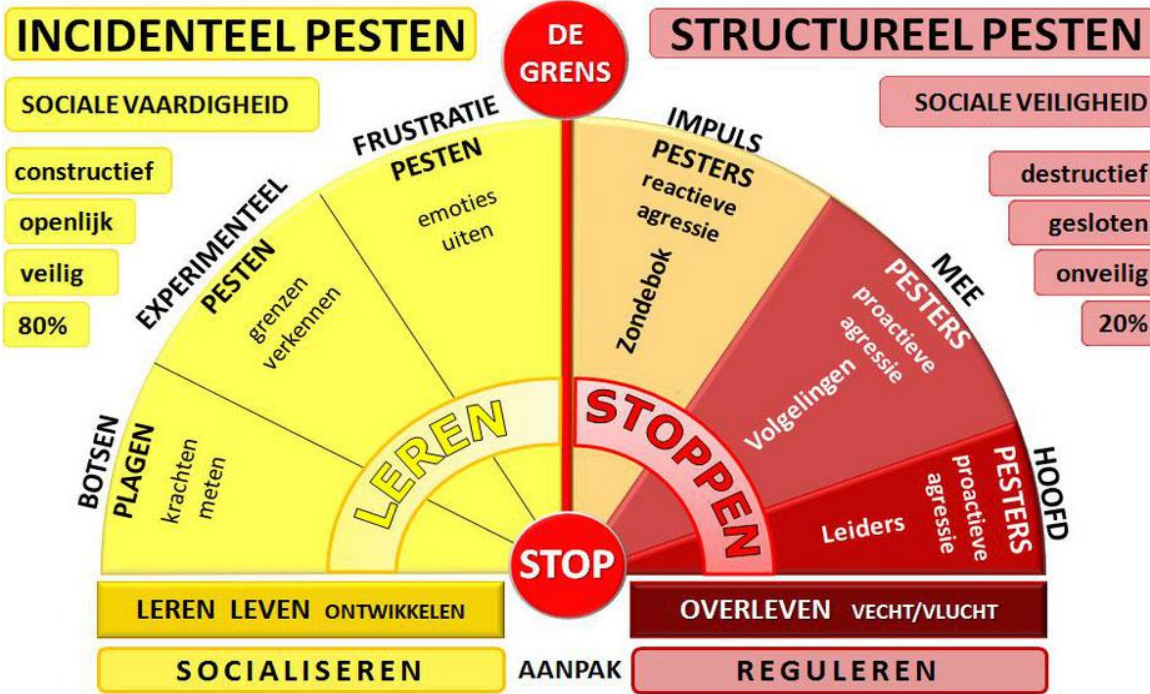 INCIDENTEEL PESTEN
DE
GRENS
STRUCTUREEL PESTEN
SOCIALE VAARDIGHEID
SOCIALE VEILIGHEID
constructief
openlijk
veilig
80%
destructief
gesloten
onveilig
20%
BOTSEN
PLAGEN
krachten
meten
EXPERIMENTEEL
PESTEN
grenzen
verkennen
FRUSTRATIE
PESTEN
emoties
uiten
IMPULS
PESTERS
reactieve
agressie
Zondebok
MEE
PESTERS
proactieve
agressie
Volgelingen
HOOFD
PESTERS
proactieve
agressie
Leiders
LEREN
STOPPEN
STOP
LEREN LEVEN ONTWIKKELEN
OVERLEVEN VECHT/VLUCHT
SOCIALISEREN
AANPAK
REGULEREN